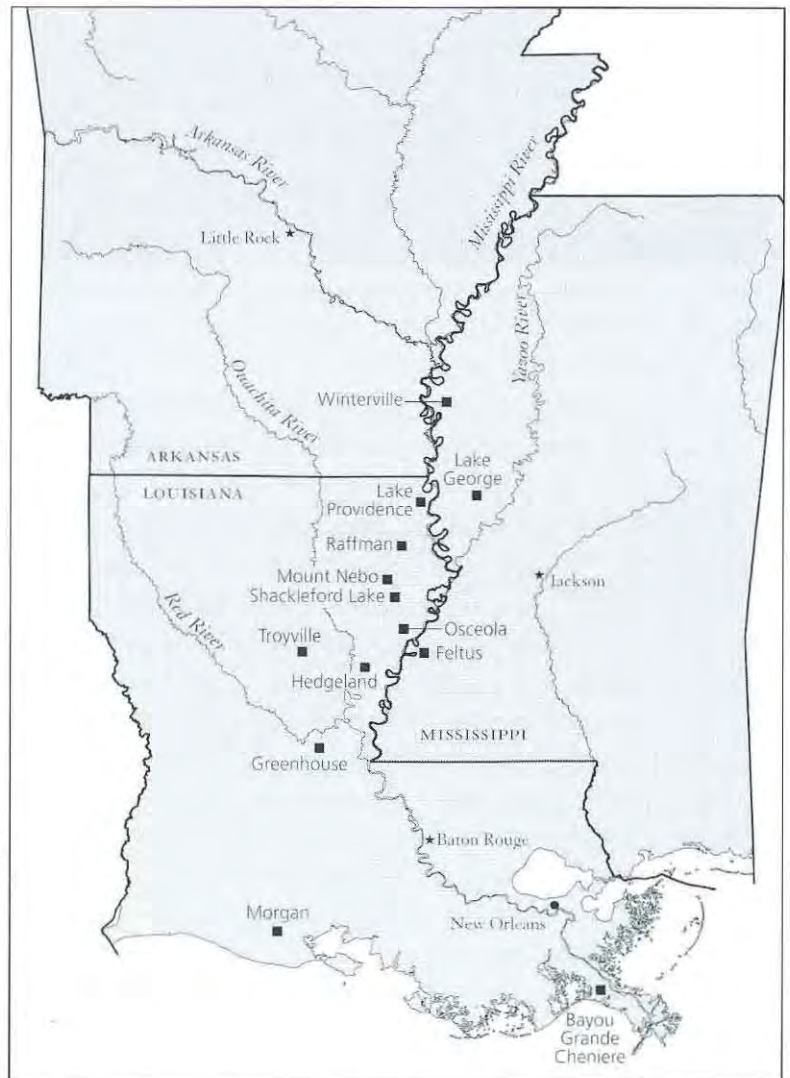 Arkansas River
Mississippi River
Little Rock
Yazoo River
Ouachita River
Winterville
ARKANSAS
LOUISIANA
Lake
George
Lake
Providence
Raffman
Mount Nebo
Shackleford Lake
Jackson
Red River
Troyville
Osceola
Feltus
Hedgeland
MISSISSIPPI
Greenhouse
Baton Rouge
Morgan
New Orleans
Bayou
Grande
Cheniere